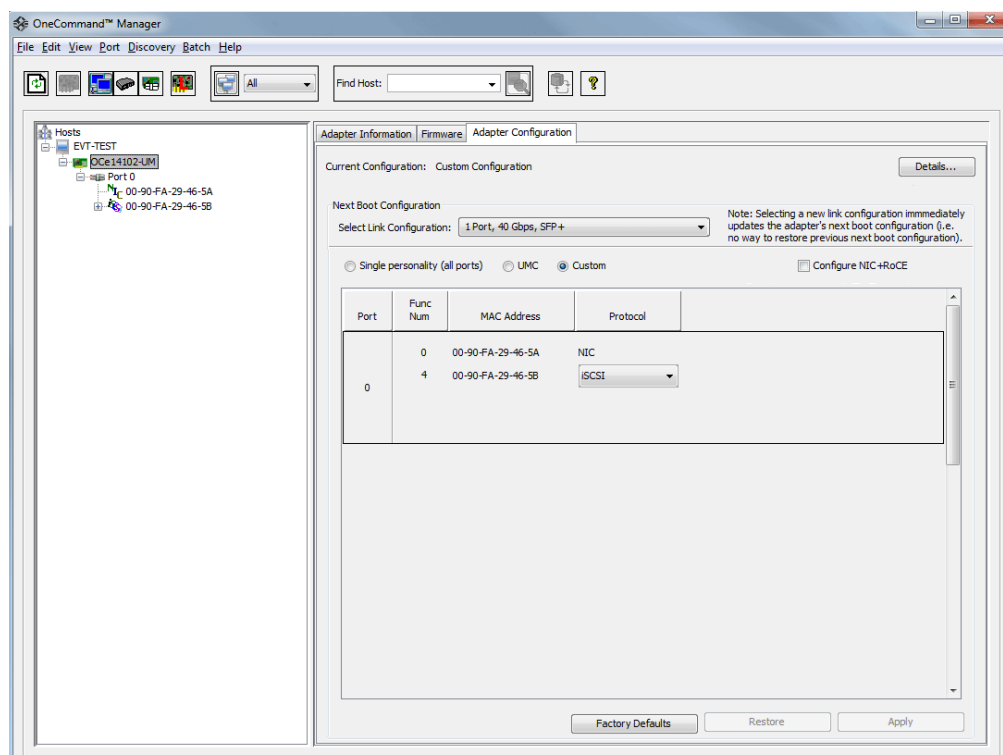 OneCommand™ Manager
File Edit View Port Discovery Batch Help
All
Find Host:
Hosts
EVT-TEST
OCe14102-UM
Port 0
NIC 00-90-FA-29-46-5A
00-90-FA-29-46-5B
Adapter Information Firmware Adapter Configuration
Current Configuration: Custom Configuration
Details...
Next Boot Configuration
Select Link Configuration: 1 Port, 40 Gbps, SFP+
Note: Selecting a new link configuration immmediately
updates the adapter's next boot configuration (i.e.
no way to restore previous next boot configuration).
Single personality (all ports) UMC Custom
Configure NIC+RoCE
Port Func Num MAC Address Protocol
0 00-90-FA-29-46-5A NIC
4 00-90-FA-29-46-5B iSCSI
0
Factory Defaults Restore Apply